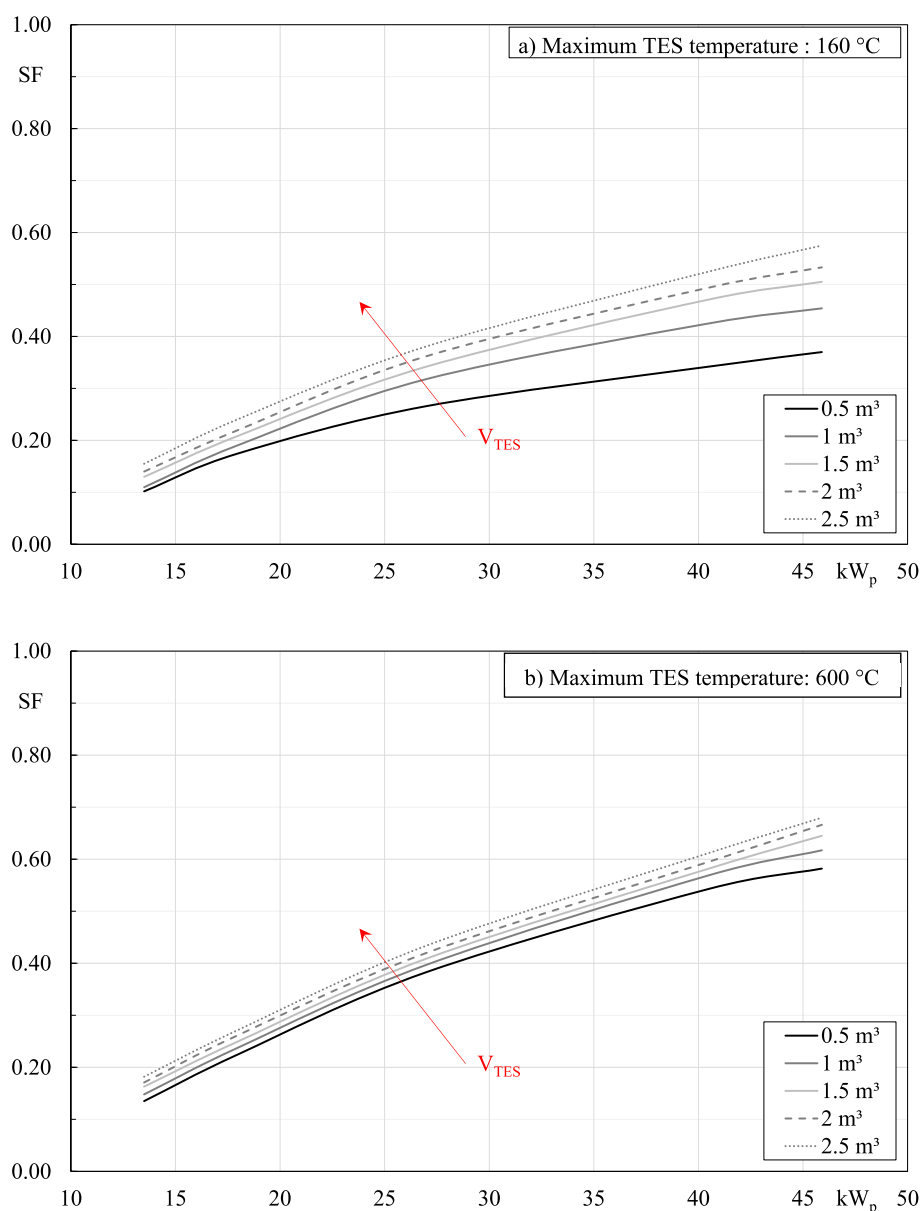 1.00
a) Maximum TES temperature : 160 °C
SF
0.80
0.60
0.40
V_TES
0.20
0.5 m³
1 m³
1.5 m³
2 m³
2.5 m³
0.00
10 15 20 25 30 35 40 45 kW_p 50
1.00
b) Maximum TES temperature: 600 °C
SF
0.80
0.60
0.40
V_TES
0.20
0.5 m³
1 m³
1.5 m³
2 m³
2.5 m³
0.00
10 15 20 25 30 35 40 45 kW_p 50